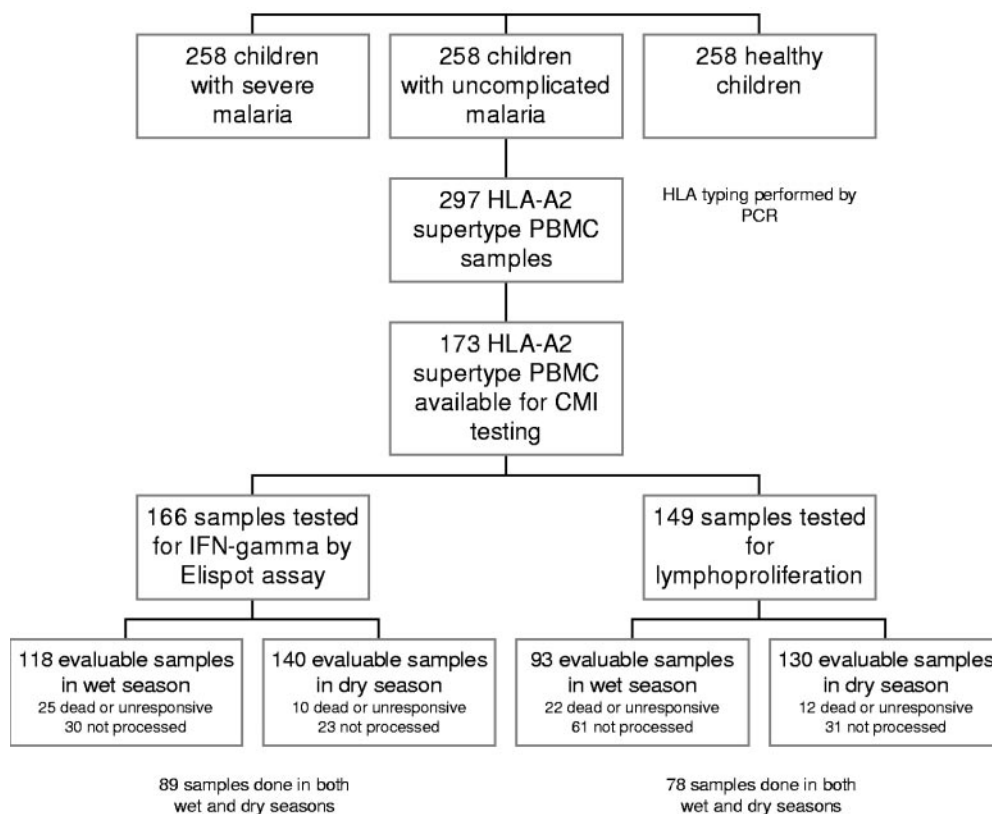 258 children
with severe
malaria
258 children
with uncomplicated
malaria
258 healthy
children
297 HLA-A2
supertype PBMC
samples
HLA typing performed by
PCR
173 HLA-A2
supertype PBMC
available for CMI
testing
166 samples tested
for IFN-gamma by
Elispot assay
149 samples tested
for
lymphoproliferation
118 evaluable samples
in wet season
25 dead or unresponsive
30 not processed
140 evaluable samples
in dry season
10 dead or unresponsive
23 not processed
93 evaluable samples
in wet season
22 dead or unresponsive
61 not processed
130 evaluable samples
in dry season
12 dead or unresponsive
31 not processed
89 samples done in both
wet and dry seasons
78 samples done in both
wet and dry seasons